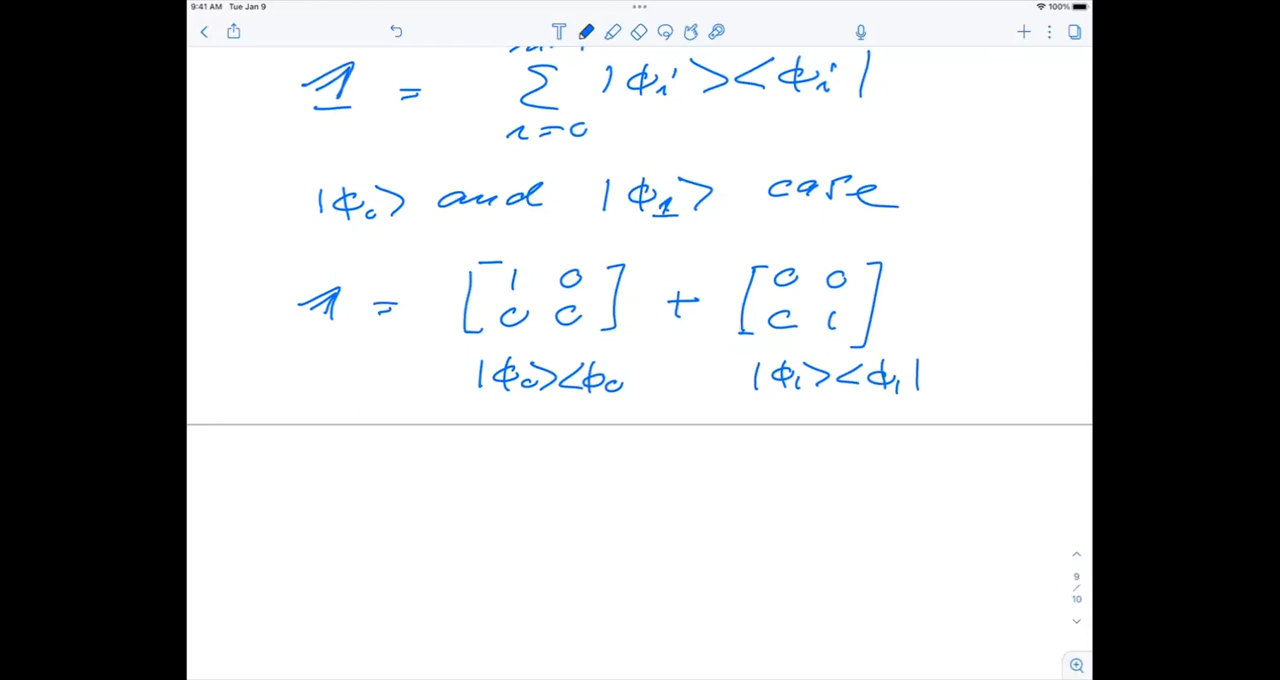 9:41 AM Tue Jan 9
100%
𝟙 = Σ |ϕi><ϕi|
i=0
|ϕ0> and |ϕ1> case
𝟙 = [1 0 + [0 0
0 0] 0 1]
|ϕ0><ϕ0 |ϕ1><ϕ1|
9
/
10